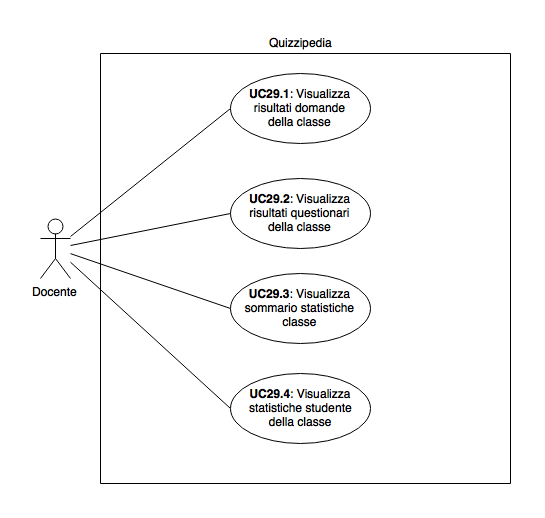 Quizzipedia
UC29.1: Visualizza
risultati domande
della classe
UC29.2: Visualizza
risultati questionari
della classe
Docente
UC29.3: Visualizza
sommario statistiche
classe
UC29.4: Visualizza
statistiche studente
della classe